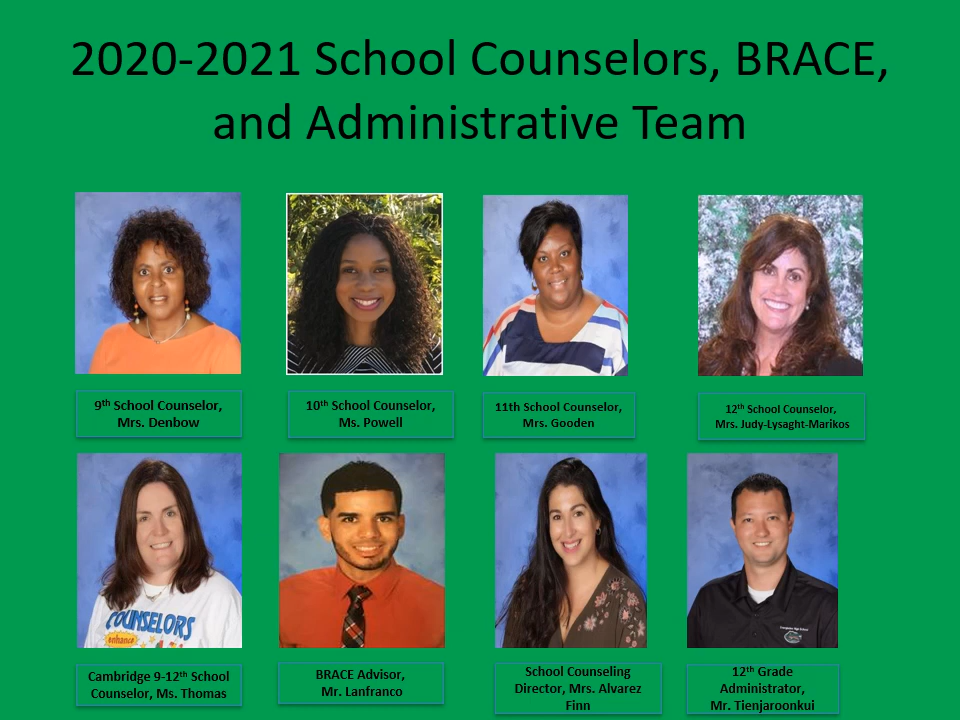 2020-2021 School Counselors, BRACE,
and Administrative Team
9th School Counselor,
Mrs. Denbow
10th School Counselor,
Ms. Powell
11th School Counselor,
Mrs. Gooden
12th School Counselor,
Mrs. Judy-Lysaght-Marikos
COUNSELORS
enhance
Cambridge 9-12th School
Counselor, Ms. Thomas
BRACE Advisor,
Mr. Lanfranco
School Counseling
Director, Mrs. Alvarez
Finn
12th Grade
Administrator,
Mr. Tienjaroonkui